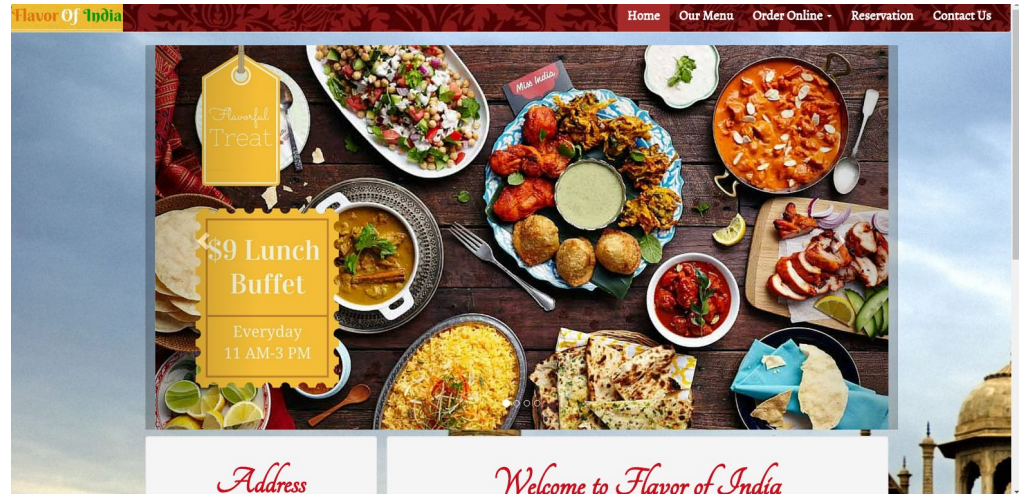 Flavor Of India
Home Our Menu Order Online Reservation Contact Us
Flavorful
Treat
Miss India
$9 Lunch
Buffet
Everyday
11 AM-3 PM
Address
Welcome to Flavor of India